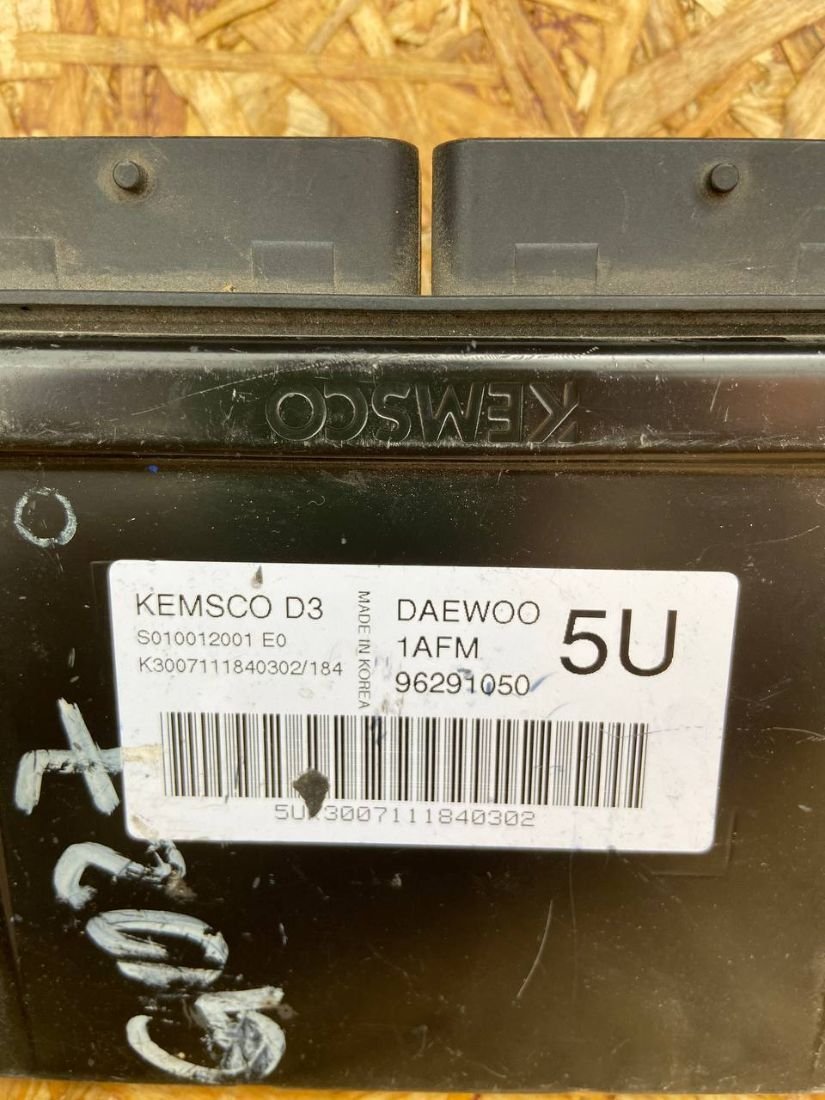 KEMSCO
KEMSCO D3
S010012001 E0
K3007111840302/184
MADE IN KOREA
DAEWOO
1AFM
96291050
5U
3007111840302